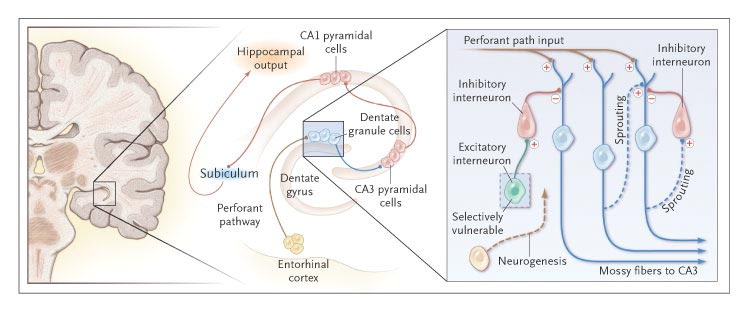 CA1 pyramidal
cells
Hippocampal
output
Dentate
granule cells
Subiculum
Dentate
gyrus
CA3 pyramidal
cells
Perforant
pathway
Entorhinal
cortex
Perforant path input
Inhibitory
interneuron
Inhibitory
interneuron
Excitatory
interneuron
Selectively
vulnerable
Neurogenesis
Sprouting
Sprouting
Mossy fibers to CA3
+
+
+
+
−
−
+
+